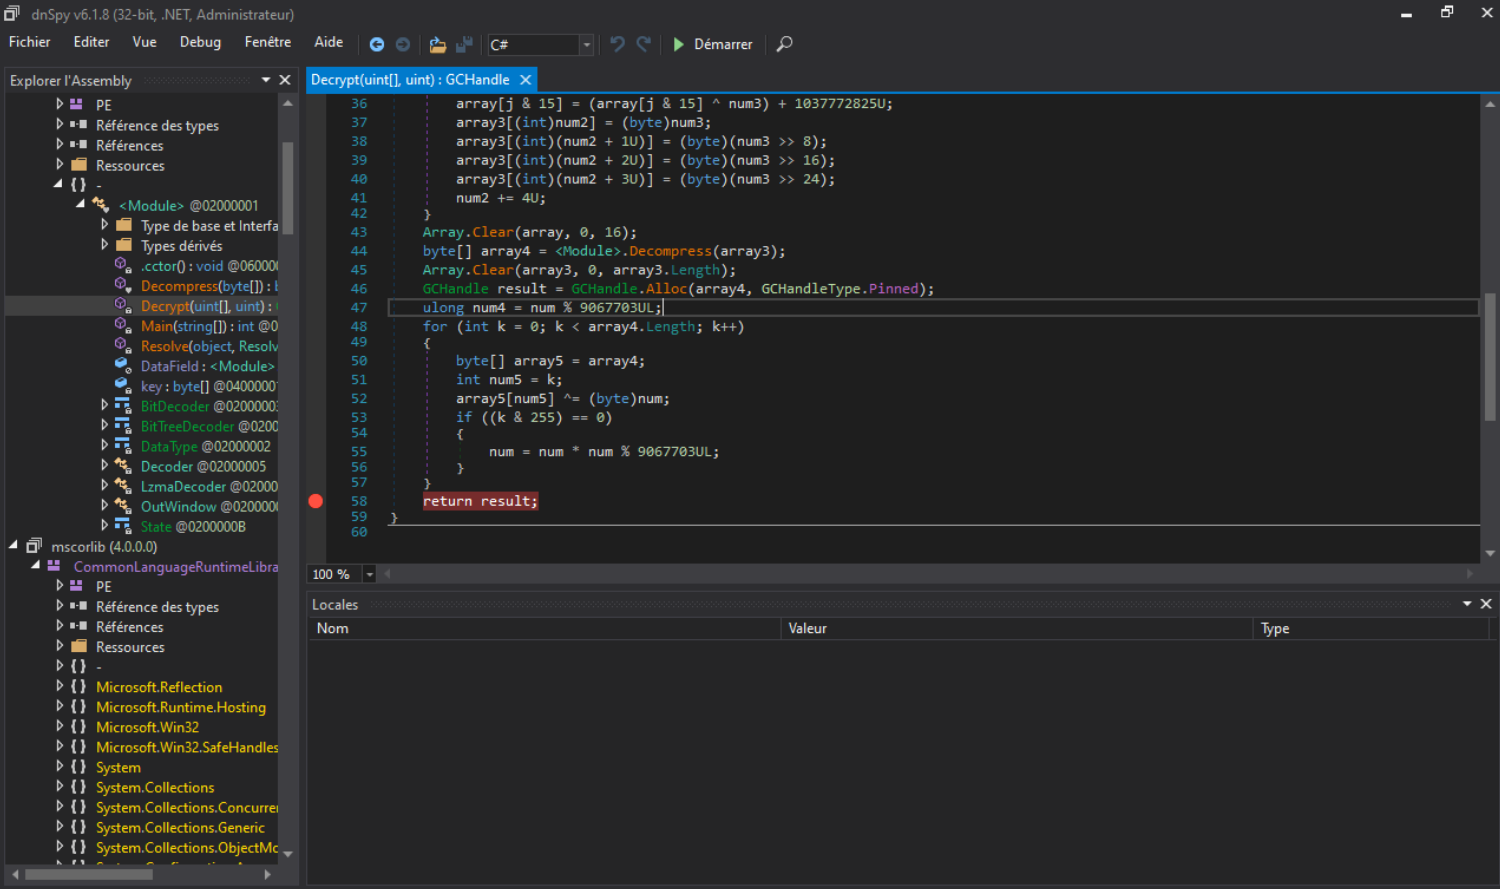 dnSpy v6.1.8 (32-bit, .NET, Administrateur)
Fichier Editer Vue Debug Fenêtre Aide C# Démarrer
Explorer l'Assembly
PE
Référence des types
Références
Ressources
{ } -
<Module> @02000001
Type de base et Interfa
Types dérivés
.cctor() : void @06000
Decompress(byte[]) : b
Decrypt(uint[], uint) :
Main(string[]) : int @0
Resolve(object, Resolv
DataField : <Module>
key : byte[] @0400000
BitDecoder @0200000
BitTreeDecoder @0200
DataType @02000002
Decoder @02000005
LzmaDecoder @02000
OutWindow @020000
State @0200000B
mscorlib (4.0.0.0)
CommonLanguageRuntimeLibra
PE
Référence des types
Références
Ressources
{ } -
{ } Microsoft.Reflection
{ } Microsoft.Runtime.Hosting
{ } Microsoft.Win32
{ } Microsoft.Win32.SafeHandles
{ } System
{ } System.Collections
{ } System.Collections.Concurre
{ } System.Collections.Generic
{ } System.Collections.ObjectMo
Decrypt(uint[], uint) : GCHandle
36 array[j & 15] = (array[j & 15] ^ num3) + 1037772825U;
37 array3[(int)num2] = (byte)num3;
38 array3[(int)(num2 + 1U)] = (byte)(num3 >> 8);
39 array3[(int)(num2 + 2U)] = (byte)(num3 >> 16);
40 array3[(int)(num2 + 3U)] = (byte)(num3 >> 24);
41 num2 += 4U;
42 }
43 Array.Clear(array, 0, 16);
44 byte[] array4 = <Module>.Decompress(array3);
45 Array.Clear(array3, 0, array3.Length);
46 GCHandle result = GCHandle.Alloc(array4, GCHandleType.Pinned);
47 ulong num4 = num % 9067703UL;
48 for (int k = 0; k < array4.Length; k++)
49 {
50 byte[] array5 = array4;
51 int num5 = k;
52 array5[num5] ^= (byte)num;
53 if ((k & 255) == 0)
54 {
55 num = num * num % 9067703UL;
56 }
57 }
58 return result;
59 }
60
100 %
Locales
Nom Valeur Type